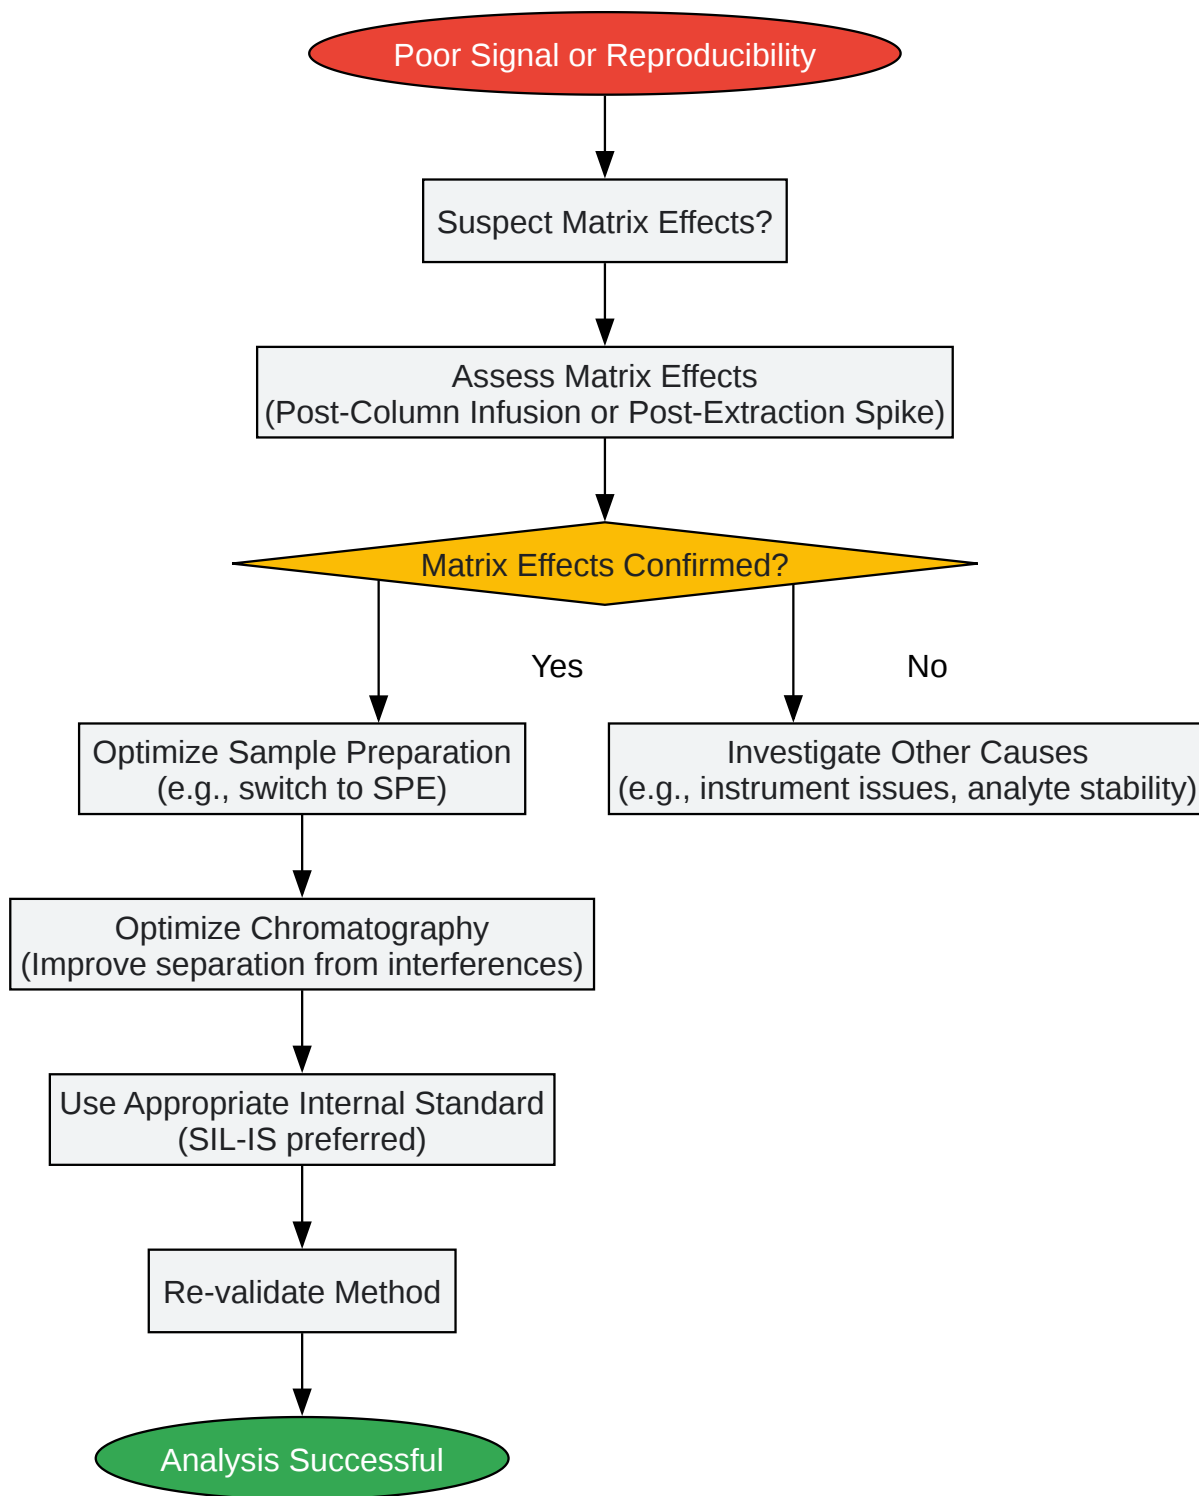 Poor Signal or Reproducibility
Suspect Matrix Effects?
Assess Matrix Effects
(Post-Column Infusion or Post-Extraction Spike)
Matrix Effects Confirmed?
Yes
No
Optimize Sample Preparation
(e.g., switch to SPE)
Investigate Other Causes
(e.g., instrument issues, analyte stability)
Optimize Chromatography
(Improve separation from interferences)
Use Appropriate Internal Standard
(SIL-IS preferred)
Re-validate Method
Analysis Successful